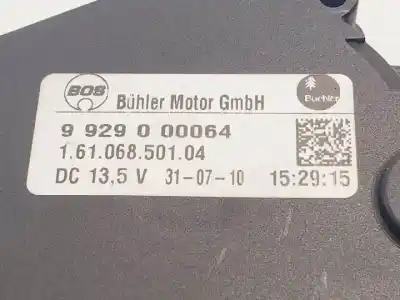 BOS Bühler Motor GmbH Buehler
9 929 0 00064
1.61.068.501.04
DC 13,5 V 31-07-10 15:29:15